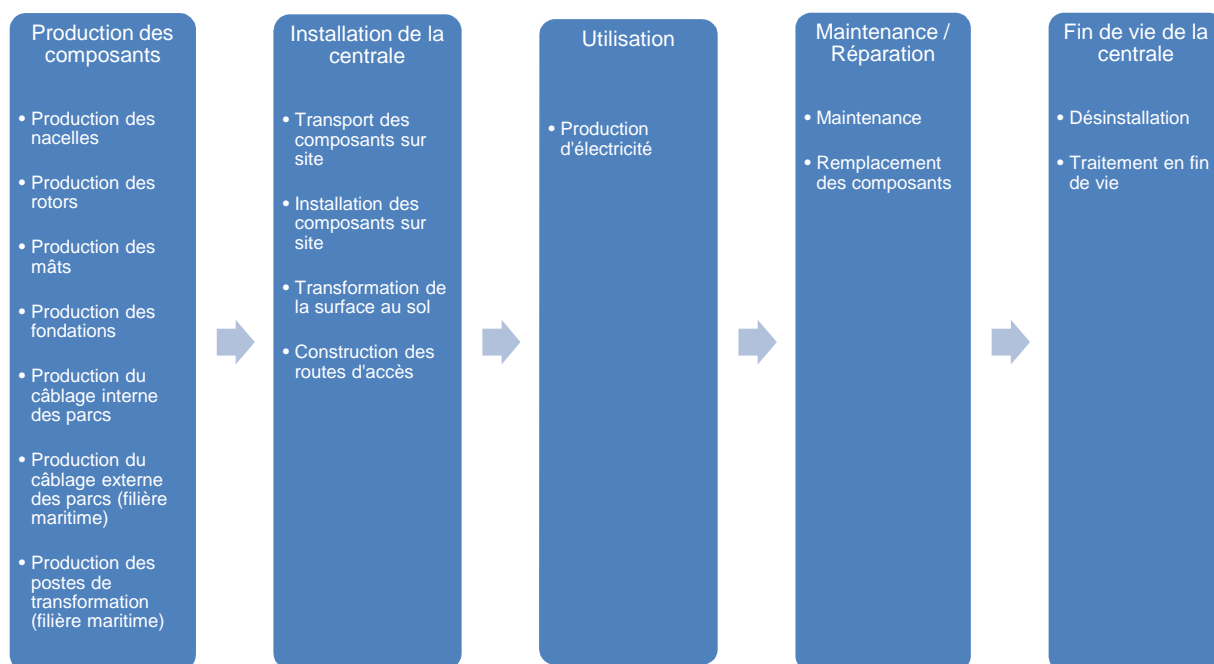 Production des
composants
• Production des
nacelles
• Production des
rotors
• Production des
mâts
• Production des
fondations
• Production du
câblage interne
des parcs
• Production du
câblage externe
des parcs (filière
maritime)
• Production des
postes de
transformation
(filière maritime)
Installation de la
centrale
• Transport des
composants sur
site
• Installation des
composants sur
site
• Transformation de
la surface au sol
• Construction des
routes d'accès
Utilisation
• Production
d'électricité
Maintenance /
Réparation
• Maintenance
• Remplacement
des composants
Fin de vie de la
centrale
• Désinstallation
• Traitement en fin
de vie